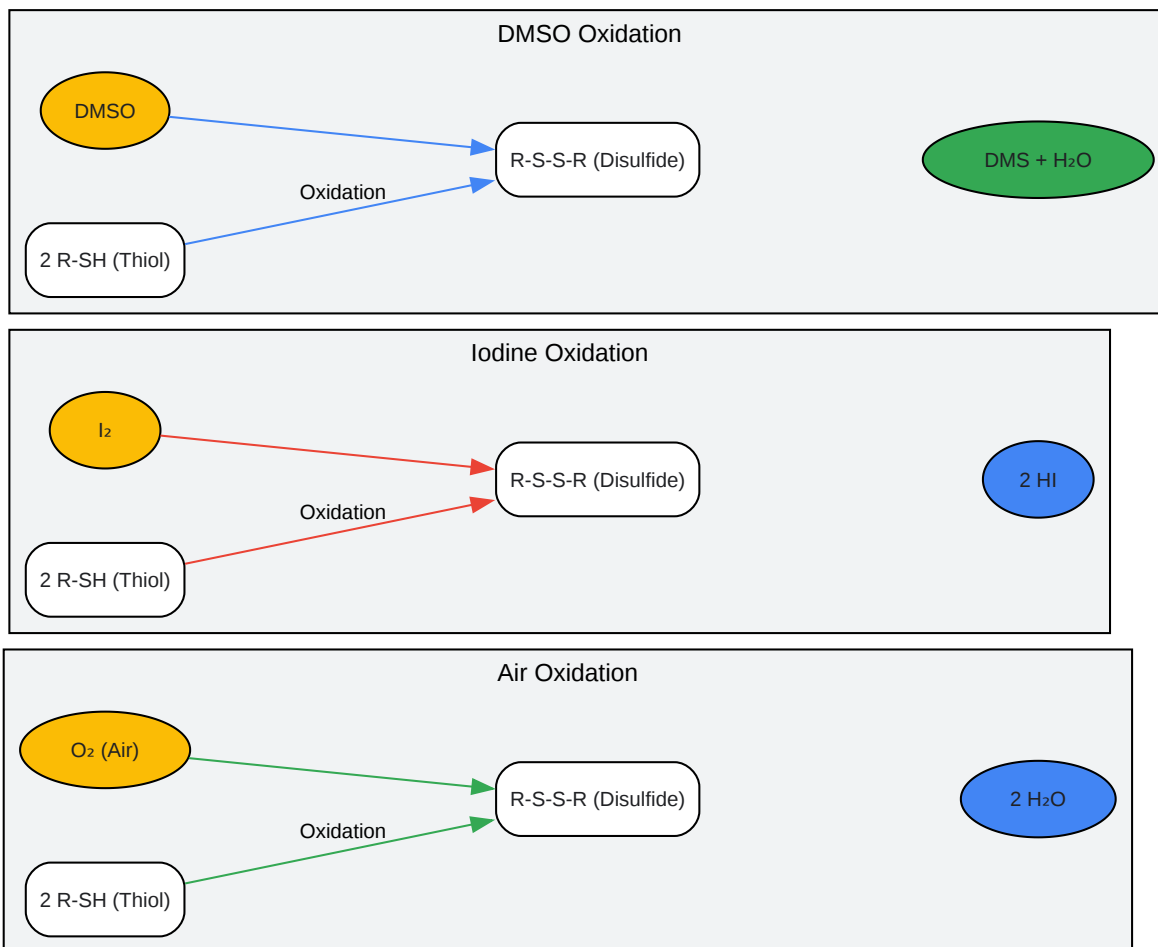 DMSO Oxidation
DMSO
R-S-S-R (Disulfide)
DMS + H₂O
Oxidation
2 R-SH (Thiol)
Iodine Oxidation
I₂
R-S-S-R (Disulfide)
2 HI
Oxidation
2 R-SH (Thiol)
Air Oxidation
O₂ (Air)
R-S-S-R (Disulfide)
2 H₂O
Oxidation
2 R-SH (Thiol)